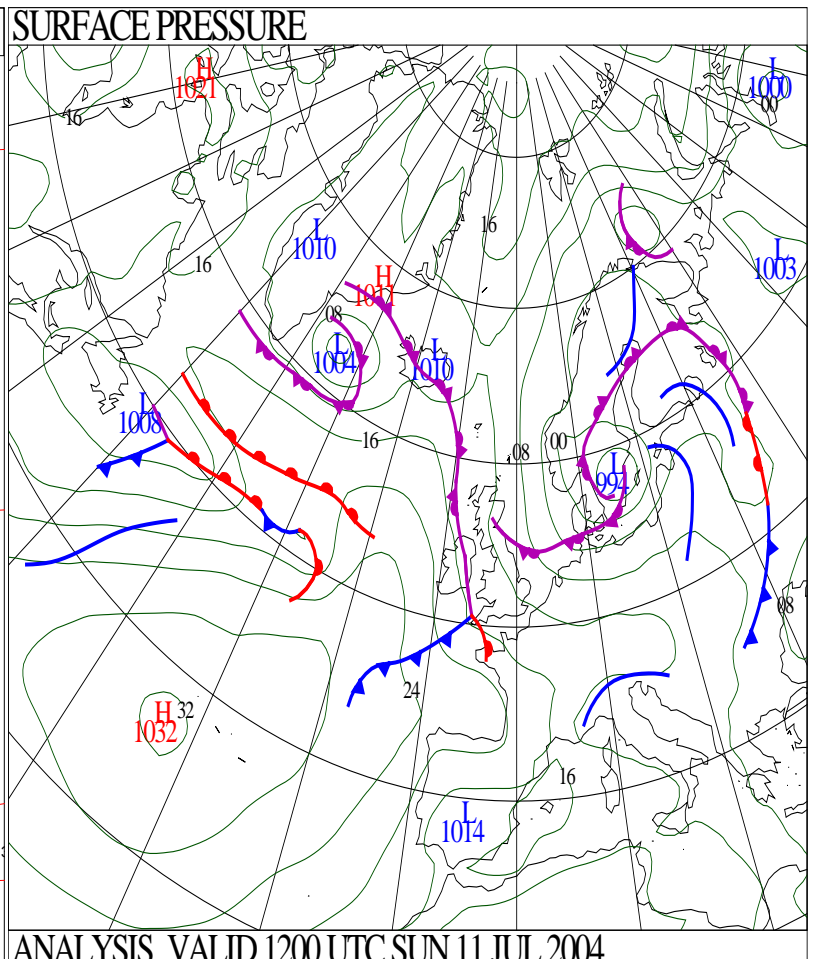 SURFACE PRESSURE
H
1021
L
1000
00
16
16
L
1010
16
L
1003
H
1011
08
L
1004
L
1010
L
1008
16
08
00
L
994
08
24
H 32
1032
16
L
1014
ANALYSIS VALID 1200 UTC SUN 11 JUL 2004